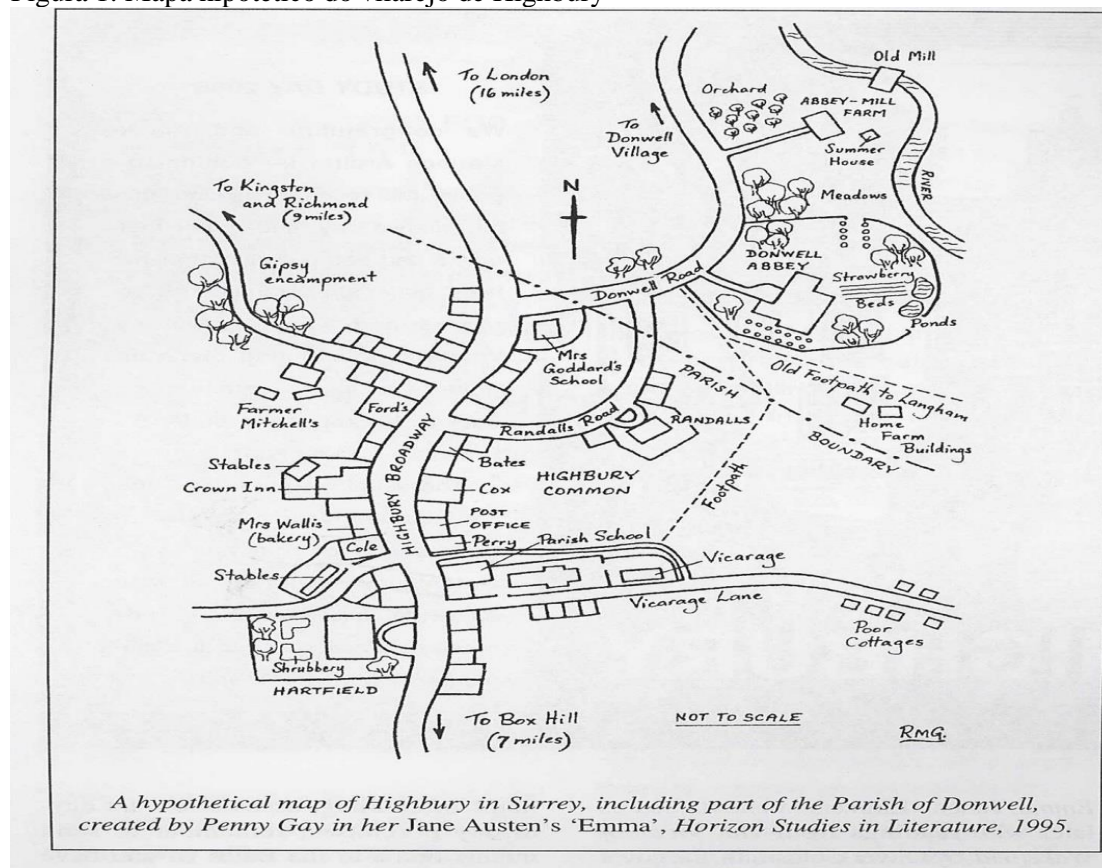 Figura 1: Mapa hipotético do vilarejo de Highbury
To London
(16 miles)
Old Mill
Orchard
ABBEY-MILL
FARM
To
Donwell
Village
Summer
House
RIVER
To Kingston
and Richmond
(9 miles)
N
Meadows
Gipsy
encampment
DONWELL
ABBEY
Donwell Road
Strawberry
Beds
Ponds
Mrs
Goddard's
School
PARISH
BOUNDARY
Old Footpath to Langham
Home
Farm
Buildings
Farmer
Mitchell's
Ford's
Randalls Road
RANDALLS
HIGHBURY BROADWAY
Stables
Bates
Crown Inn
Cox
HIGHBURY
COMMON
Footpath
POST
OFFICE
Mrs Wallis
(bakery)
Cole
Perry
Parish School
Vicarage
Stables
Vicarage Lane
Poor
Cottages
Shrubbery
HARTFIELD
To Box Hill
(7 miles)
NOT TO SCALE
RMG.
A hypothetical map of Highbury in Surrey, including part of the Parish of Donwell,
created by Penny Gay in her Jane Austen's 'Emma', Horizon Studies in Literature, 1995.